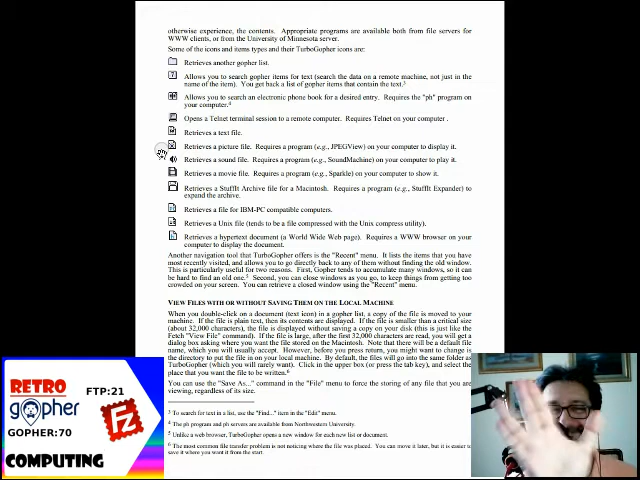 otherwise experience, the contents. Appropriate programs are available both from file servers for
WWW clients, or from the University of Minnesota server.
Some of the icons and items types and their TurboGopher icons are:
Retrieves another gopher list.
Allows you to search gopher items for text (search the data on a remote machine, not just in the
name of the item). You get back a list of gopher items that contain the text.3
Allows you to search an electronic phone book for a desired entry. Requires the "ph" program on
your computer.4
Opens a Telnet terminal session to a remote computer. Requires Telnet on your computer .
Retrieves a text file.
Retrieves a picture file. Requires a program (e.g., JPEGView) on your computer to display it.
Retrieves a sound file. Requires a program (e.g., SoundMachine) on your computer to play it.
Retrieves a movie file. Requires a program (e.g., Sparkle) on your computer to show it.
Retrieves a StuffIt Archive file for a Macintosh. Requires a program (e.g., StuffIt Expander) to
expand the archive.
Retrieves a file for IBM-PC compatible computers.
Retrieves a Unix file (tends to be a file compressed with the Unix compress utility).
Retrieves a hypertext document (a World Wide Web page). Requires a WWW browser on your
computer to display the document.
Another navigation tool that TurboGopher offers is the "Recent" menu. It lists the items that you have
most recently visited, and allows you to go directly back to any of them without finding the old window.
This is particularly useful for two reasons. First, Gopher tends to accumulate many windows, so it can
be hard to find an old one.5 Second, you can close windows as you go, to keep things from getting too
crowded on your screen. You can retrieve a closed window using the "Recent" menu.
VIEW FILES WITH OR WITHOUT SAVING THEM ON THE LOCAL MACHINE
When you double-click on a document (text icon) in a gopher list, a copy of the file is moved to your
machine. If it is plain text, then its contents are displayed. If the file is smaller than a critical size
(about 32,000 characters), the file is displayed without saving a copy on your disk (this is just like the
Fetch "View File" command). If the file is large, after the first 32,000 characters are read, you will get a
dialog box asking where you want the file stored on the Macintosh. Note that there will be a default file
name, which you will usually accept. However, before you press return, you might want to change is
the directory to put the file in on your local machine. By default, the files will go into the same folder as
TurboGopher (which you will rarely want). Click in the upper box (or press the tab key), and select the
place that you want the file to be written.6
You can use the "Save As..." command in the "File" menu to force the storing of any file that you are
viewing, regardless of its size.
3 To search for text in a list, use the "Find..." item in the "Edit" menu.
4 The ph program and ph servers are available from Northwestern University.
5 Unlike a web browser, TurboGopher opens a new window for each new list or document.
6 The most common file transfer problem is not noticing where the file was placed. You can move it later, but it is easier to
save it where you want it from the start.
RETRO
gopher
FTP:21
FZ
GOPHER:70
COMPUTING